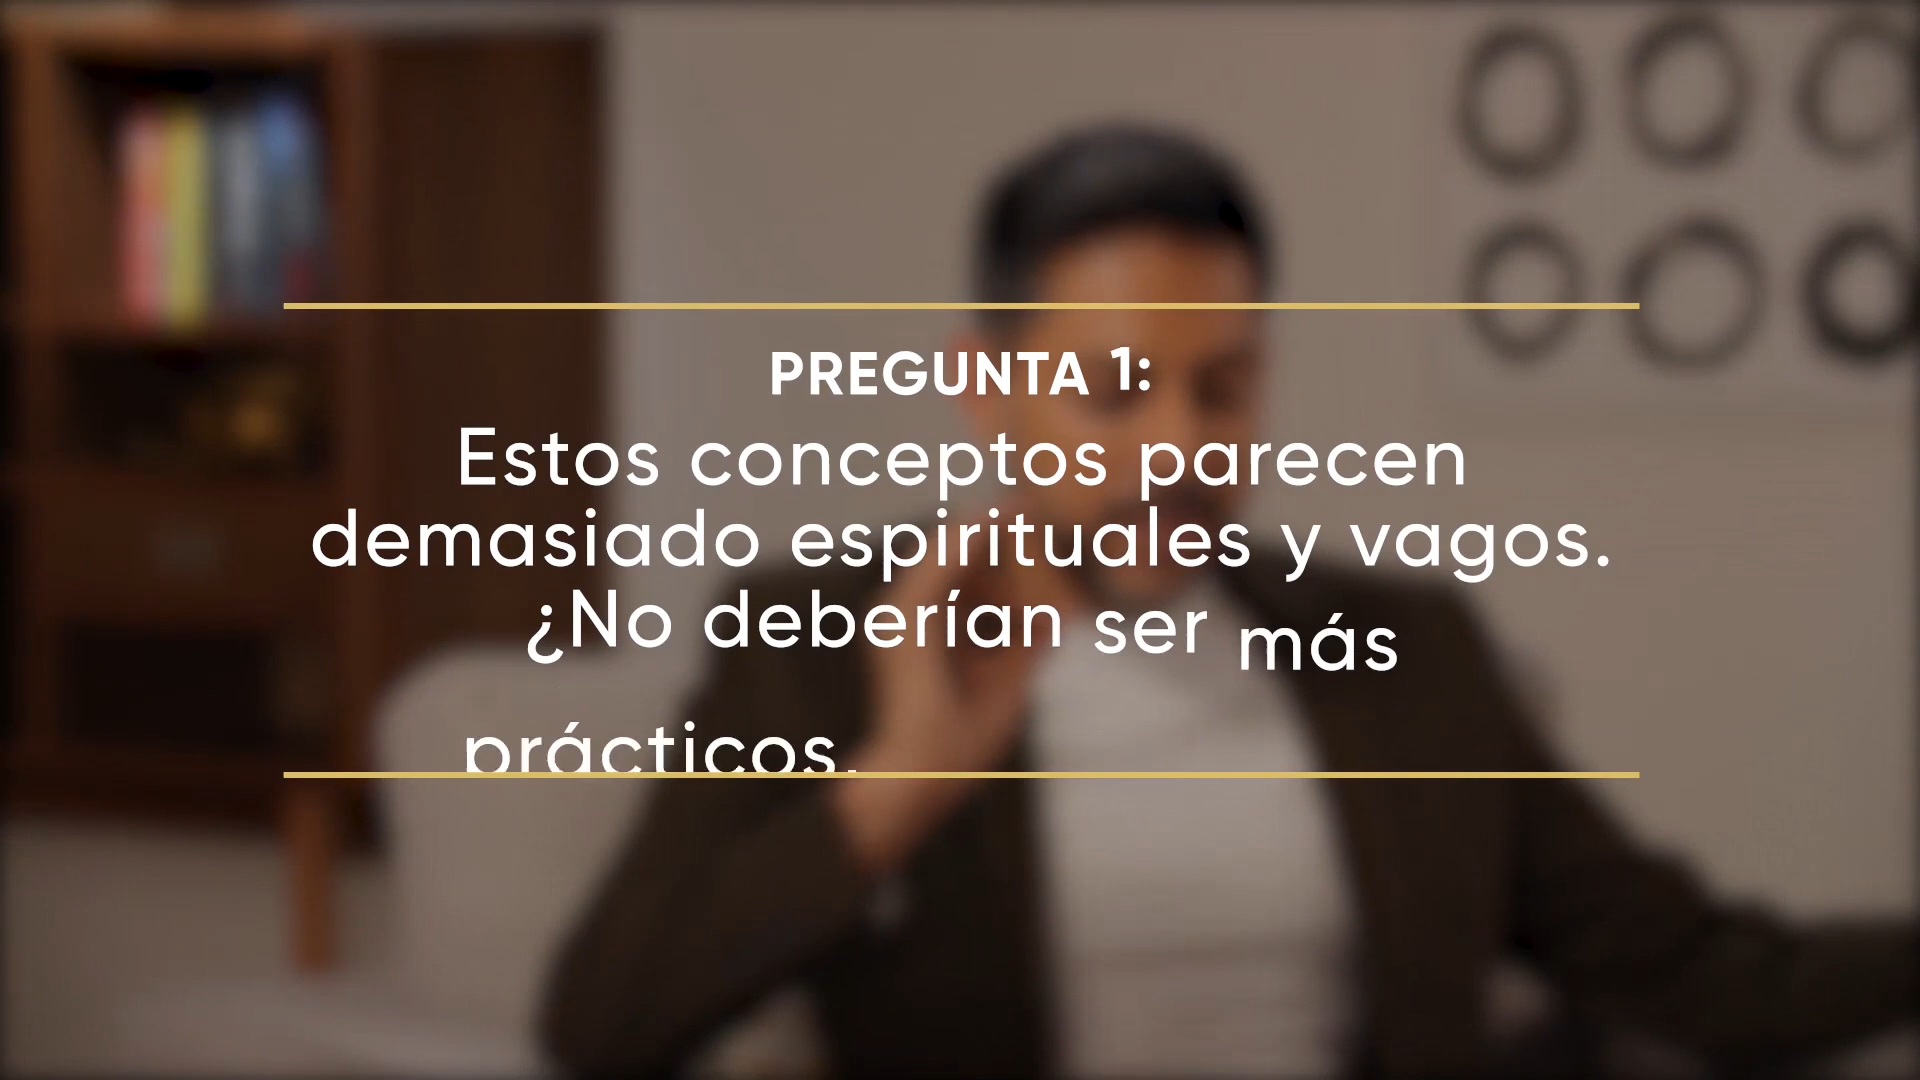 PREGUNTA 1:
Estos conceptos parecen
demasiado espirituales y vagos.
¿No deberían ser más
prácticos.